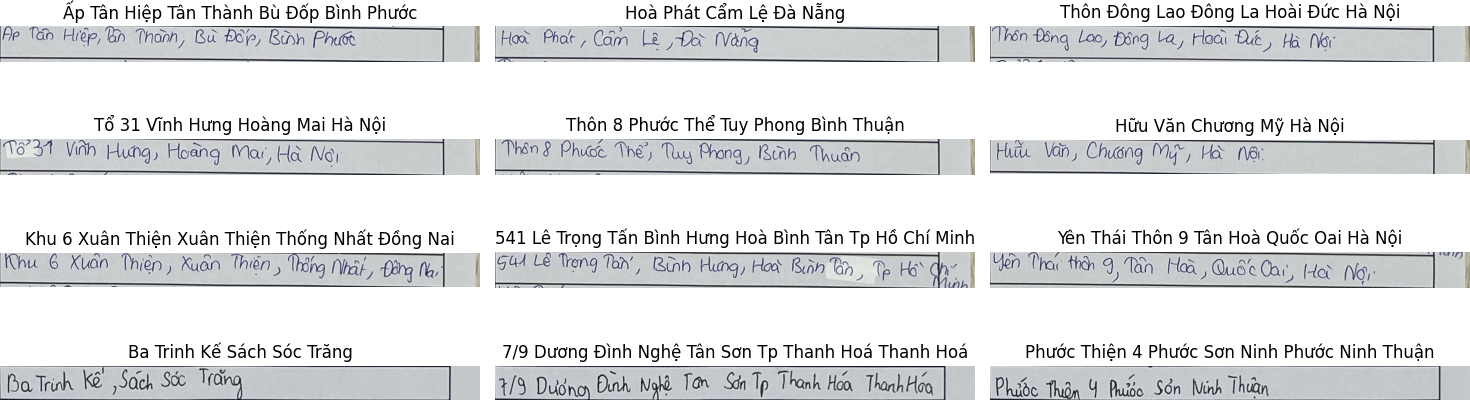 Ấp Tân Hiệp Tân Thành Bù Đốp Bình Phước
Hoà Phát Cẩm Lệ Đà Nẵng
Thôn Đông Lao Đông La Hoài Đức Hà Nội
Ấp Tân Hiệp, Tân Thành, Bù Đốp, Bình Phước
Hoà Phát, Cẩm Lệ, Đà Nẵng
Thôn Đông Lao, Đông La, Hoài Đức, Hà Nội
Tổ 31 Vĩnh Hưng Hoàng Mai Hà Nội
Thôn 8 Phước Thể Tuy Phong Bình Thuận
Hữu Văn Chương Mỹ Hà Nội
Tổ 31 Vĩnh Hưng, Hoàng Mai, Hà Nội
Thôn 8 Phước Thể, Tuy Phong, Bình Thuận
Hữu Văn, Chương Mỹ, Hà Nội
Khu 6 Xuân Thiện Xuân Thiện Thống Nhất Đồng Nai
541 Lê Trọng Tấn Bình Hưng Hoà Bình Tân Tp Hồ Chí Minh
Yên Thái Thôn 9 Tân Hoà Quốc Oai Hà Nội
Khu 6 Xuân Thiện, Xuân Thiện, Thống Nhất, Đồng Nai
541 Lê Trọng Tấn, Bình Hưng, Hoà Bình Tân, Tp Hồ Chí Minh
Yên Thái thôn 9, Tân Hoà, Quốc Oai, Hà Nội
Ba Trinh Kế Sách Sóc Trăng
7/9 Dương Đình Nghệ Tân Sơn Tp Thanh Hoá Thanh Hoá
Phước Thiện 4 Phước Sơn Ninh Phước Ninh Thuận
Ba Trinh Kế, Sách Sóc Trăng
7/9 Dương Đình Nghệ Tân Sơn Tp Thanh Hóa Thanh Hóa
Phước Thiện 4 Phước Sơn Ninh Thuận